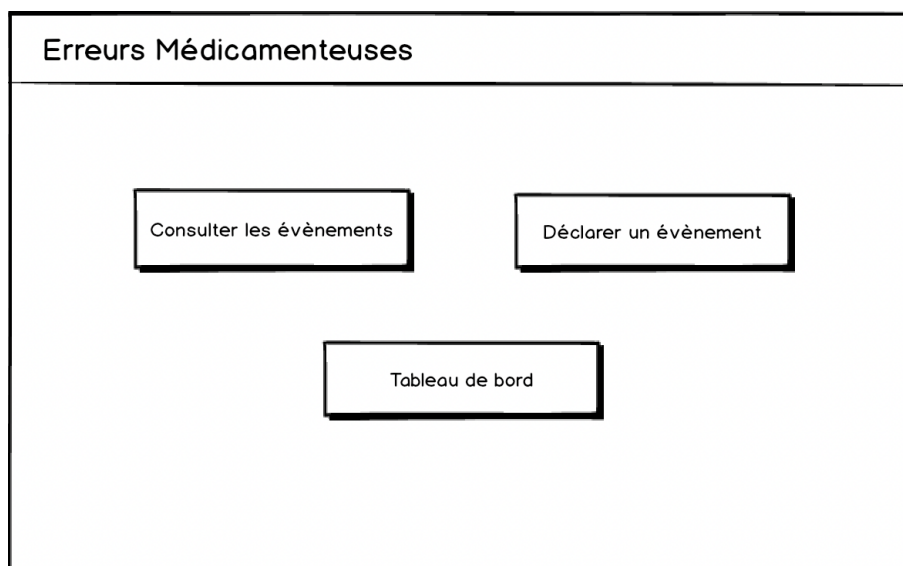 Erreurs Médicamenteuses
Consulter les évènements
Déclarer un évènement
Tableau de bord